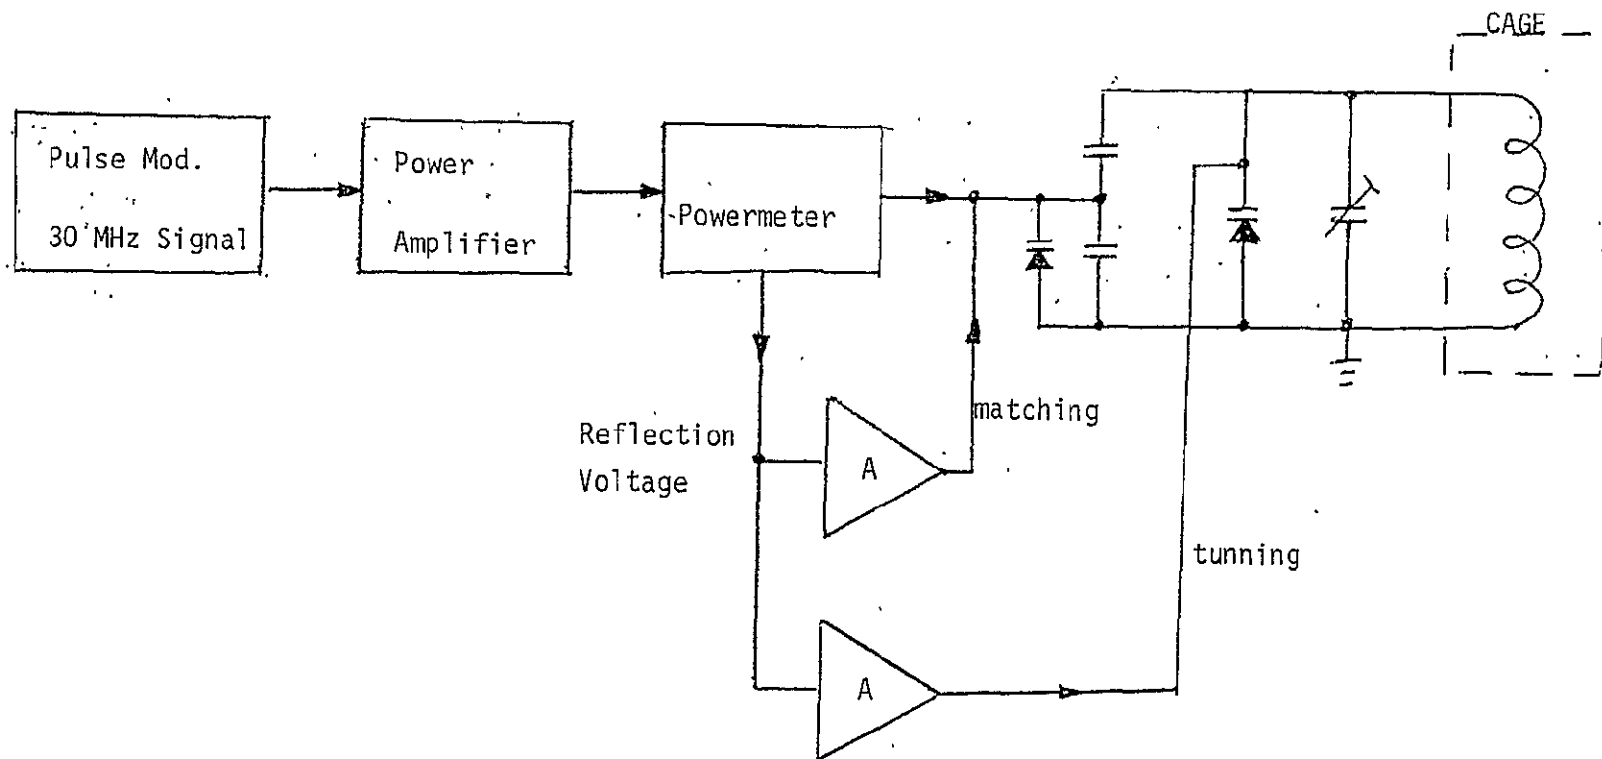 CAGE
Pulse Mod.
30 MHz Signal
Power
Amplifier
Powermeter
matching
Reflection
Voltage
A
tunning
A